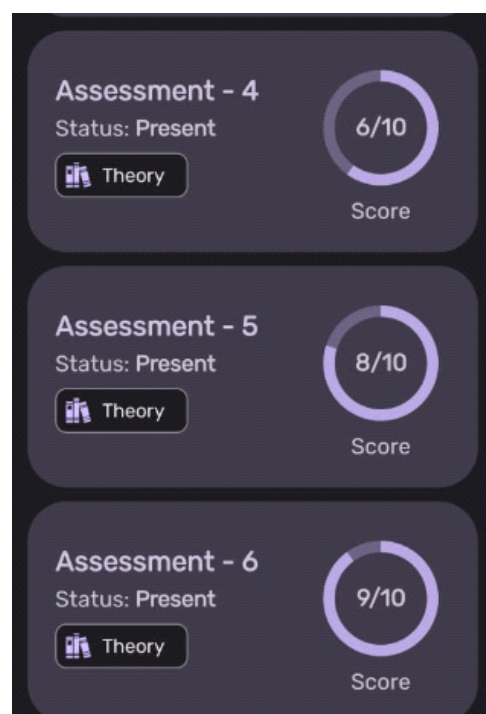 Assessment - 4
Status: Present
Theory
6/10
Score
Assessment - 5
Status: Present
Theory
8/10
Score
Assessment - 6
Status: Present
Theory
9/10
Score